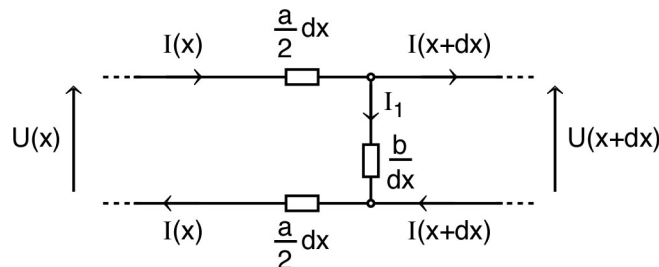 a/2 dx
I(x)
I(x+dx)
I₁
U(x)
b/dx
U(x+dx)
I(x)
I(x+dx)
a/2 dx